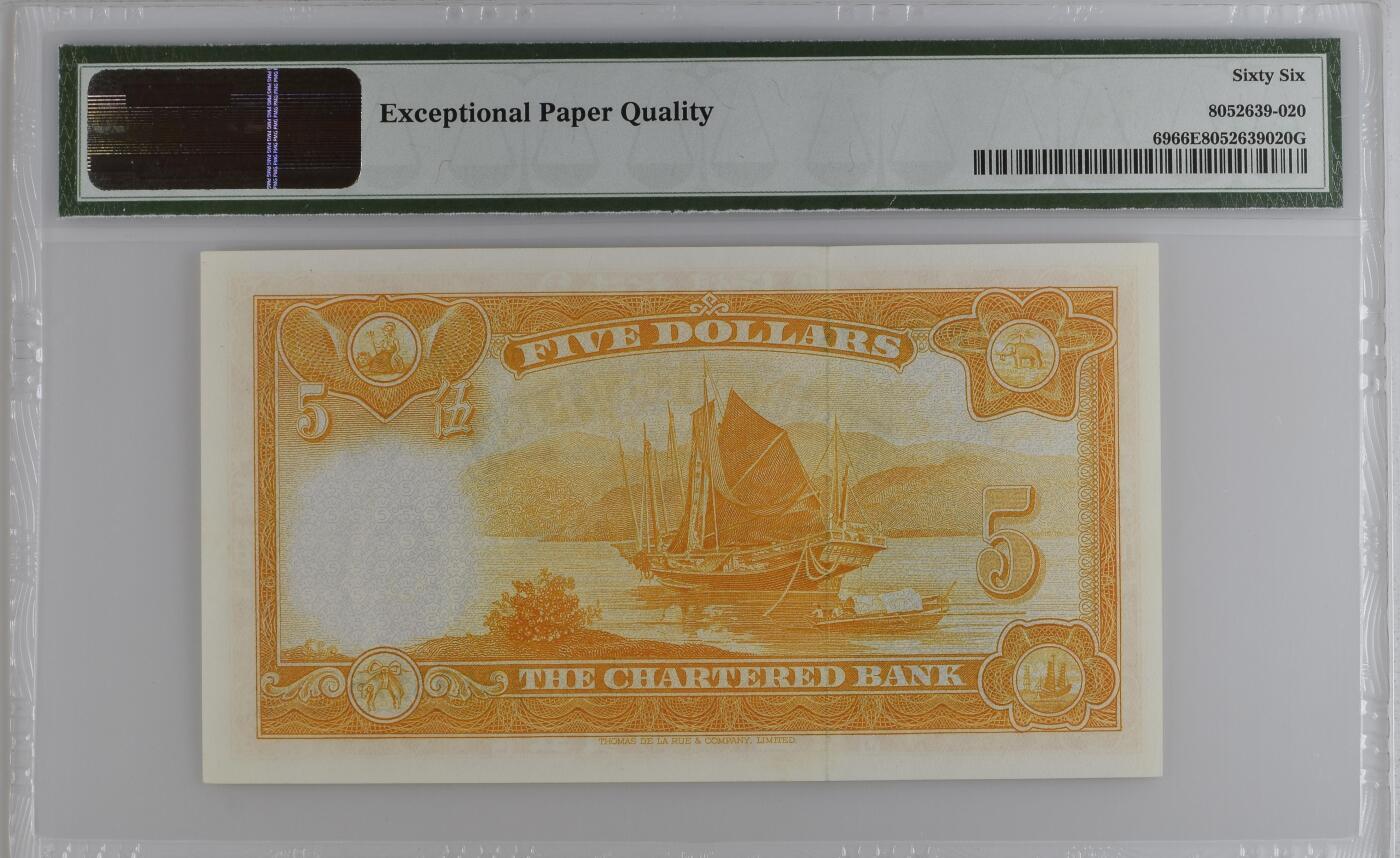 Sixty Six
Exceptional Paper Quality
8052639-020
6966E8052639020G
FIVE DOLLARS
5 伍
5
THE CHARTERED BANK
THOMAS DE LA RUE & COMPANY, LIMITED.